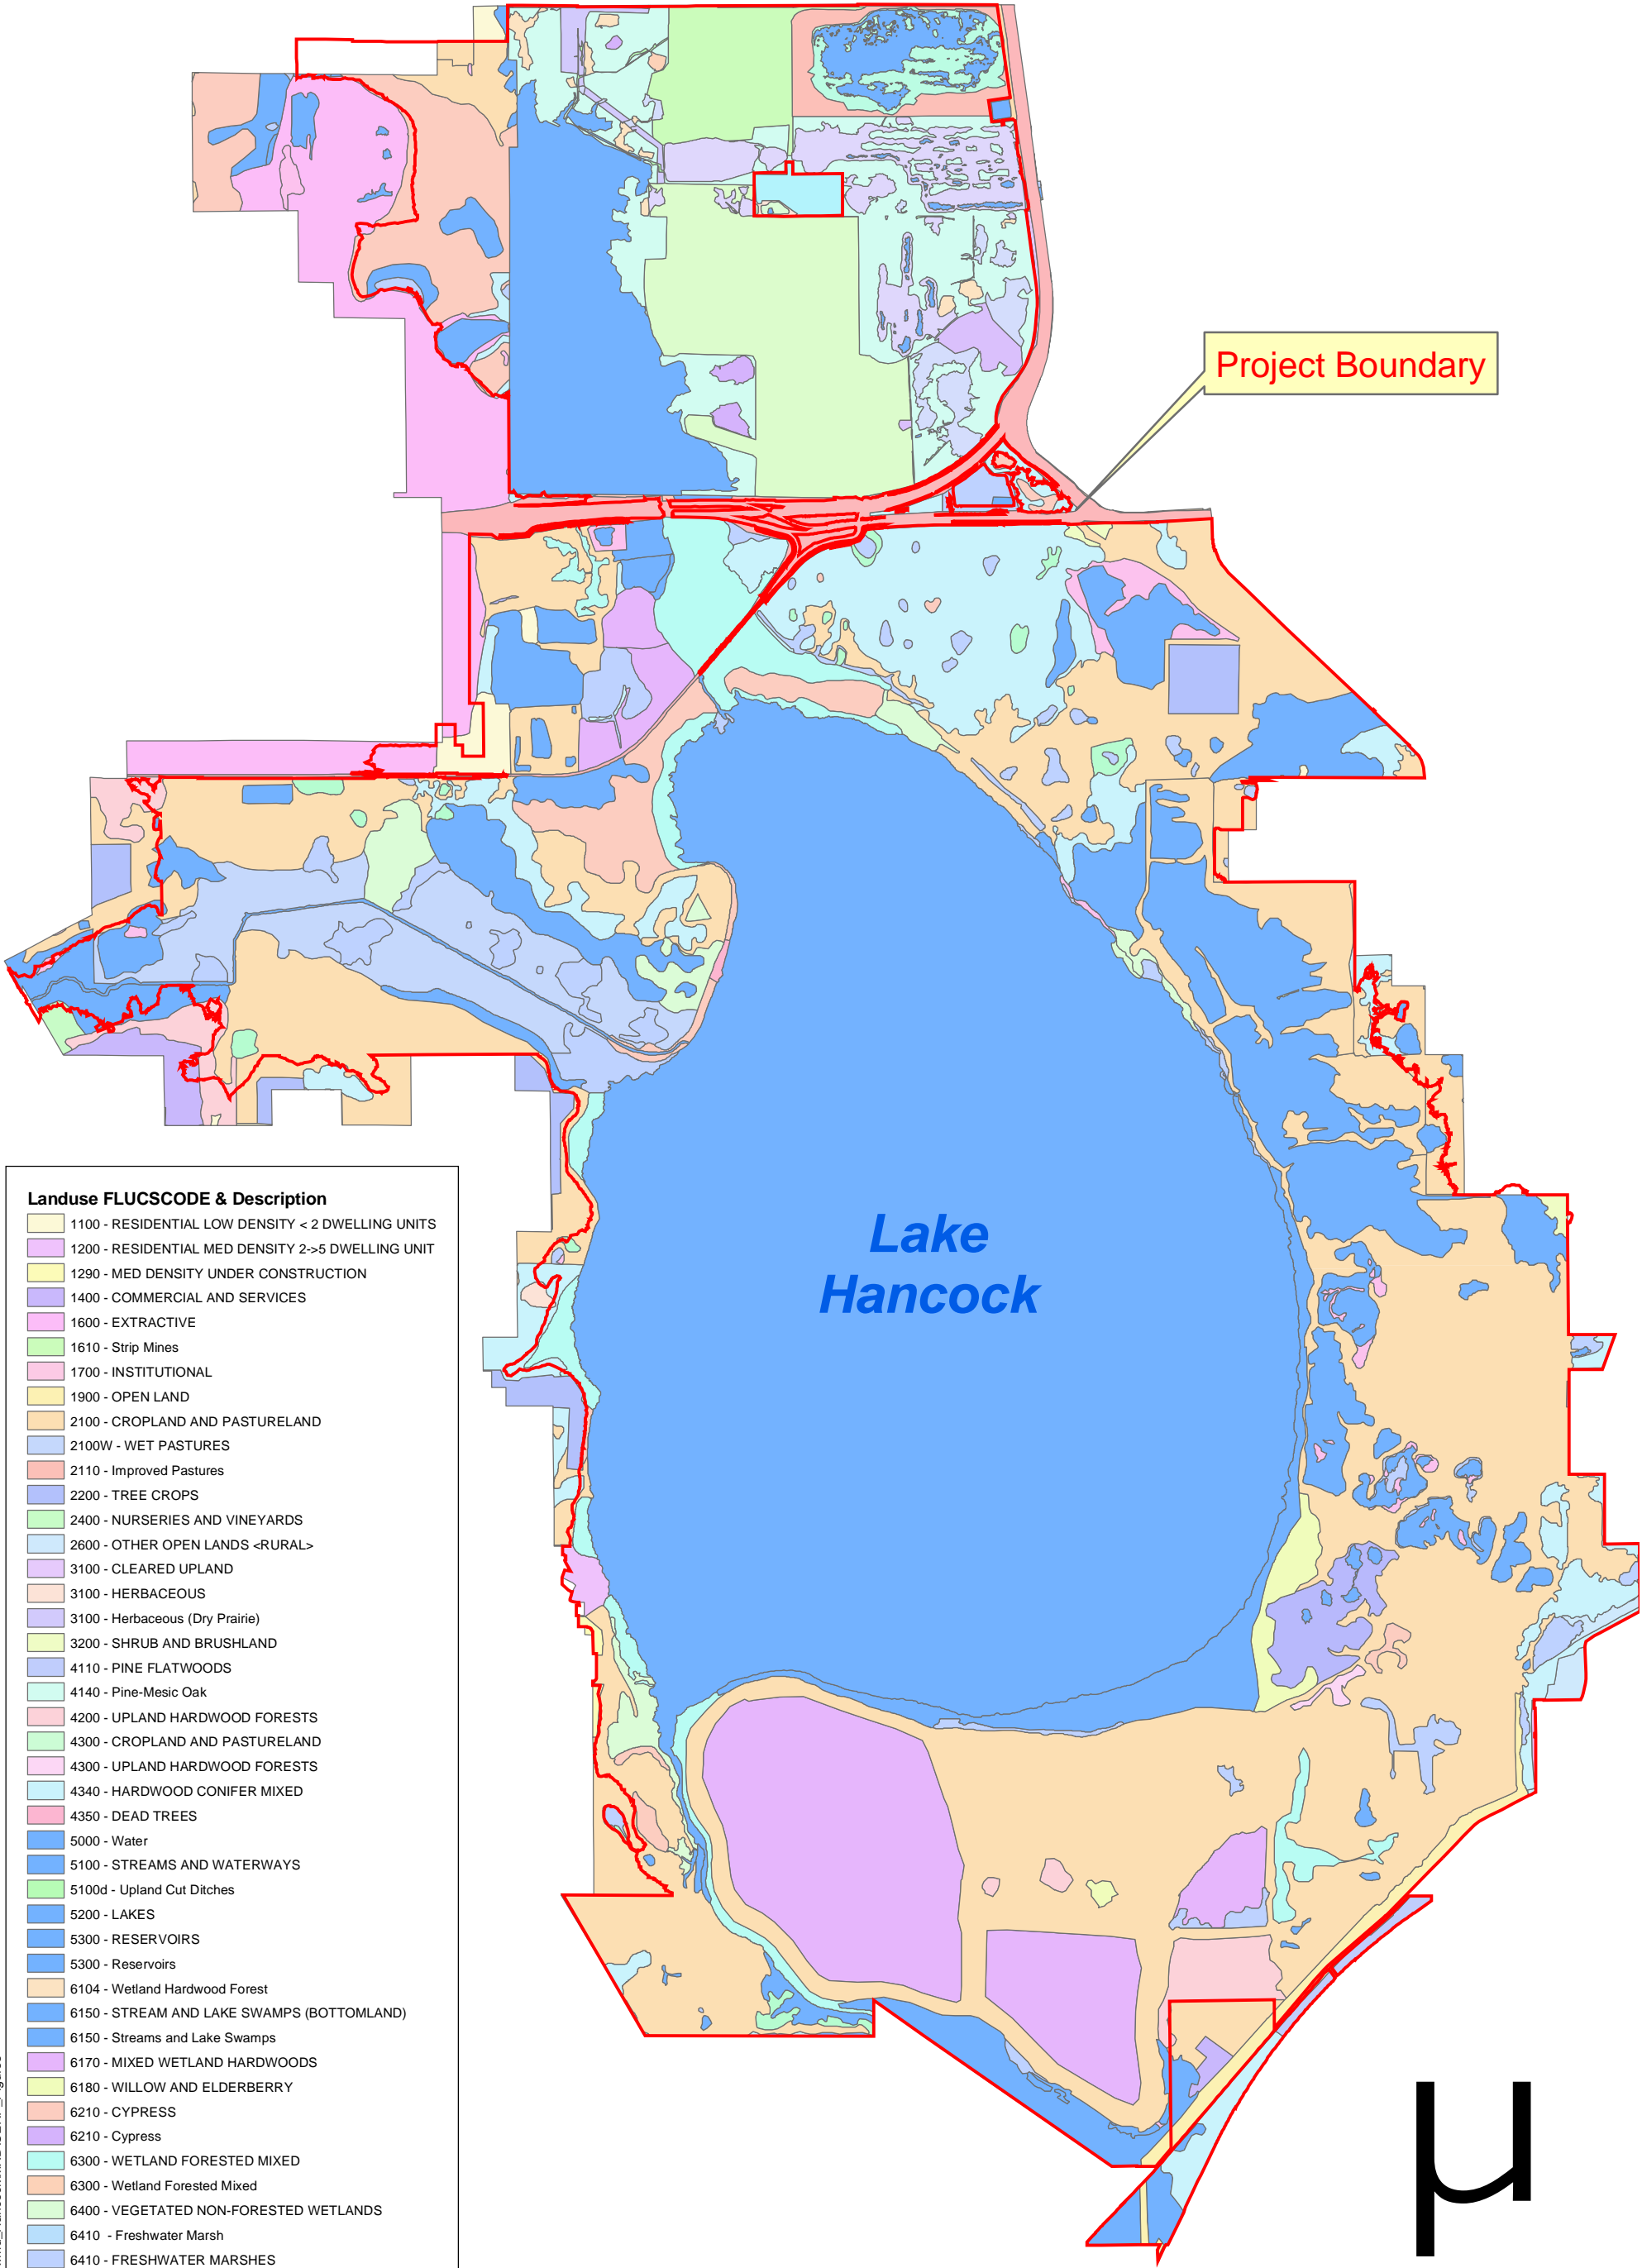 Project Boundary
Lake
Hancock
Landuse FLUCSCODE & Description
1100 - RESIDENTIAL LOW DENSITY < 2 DWELLING UNITS
1200 - RESIDENTIAL MED DENSITY 2->5 DWELLING UNIT
1290 - MED DENSITY UNDER CONSTRUCTION
1400 - COMMERCIAL AND SERVICES
1600 - EXTRACTIVE
1610 - Strip Mines
1700 - INSTITUTIONAL
1900 - OPEN LAND
2100 - CROPLAND AND PASTURELAND
2100W - WET PASTURES
2110 - Improved Pastures
2200 - TREE CROPS
2400 - NURSERIES AND VINEYARDS
2600 - OTHER OPEN LANDS <RURAL>
3100 - CLEARED UPLAND
3100 - HERBACEOUS
3100 - Herbaceous (Dry Prairie)
3200 - SHRUB AND BRUSHLAND
4110 - PINE FLATWOODS
4140 - Pine-Mesic Oak
4200 - UPLAND HARDWOOD FORESTS
4300 - CROPLAND AND PASTURELAND
4300 - UPLAND HARDWOOD FORESTS
4340 - HARDWOOD CONIFER MIXED
4350 - DEAD TREES
5000 - Water
5100 - STREAMS AND WATERWAYS
5100d - Upland Cut Ditches
5200 - LAKES
5300 - RESERVOIRS
5300 - Reservoirs
6104 - Wetland Hardwood Forest
6150 - STREAM AND LAKE SWAMPS (BOTTOMLAND)
6150 - Streams and Lake Swamps
6170 - MIXED WETLAND HARDWOODS
6180 - WILLOW AND ELDERBERRY
6210 - CYPRESS
6210 - Cypress
6300 - WETLAND FORESTED MIXED
6300 - Wetland Forested Mixed
6400 - VEGETATED NON-FORESTED WETLANDS
6410 - Freshwater Marsh
6410 - FRESHWATER MARSHES
µ